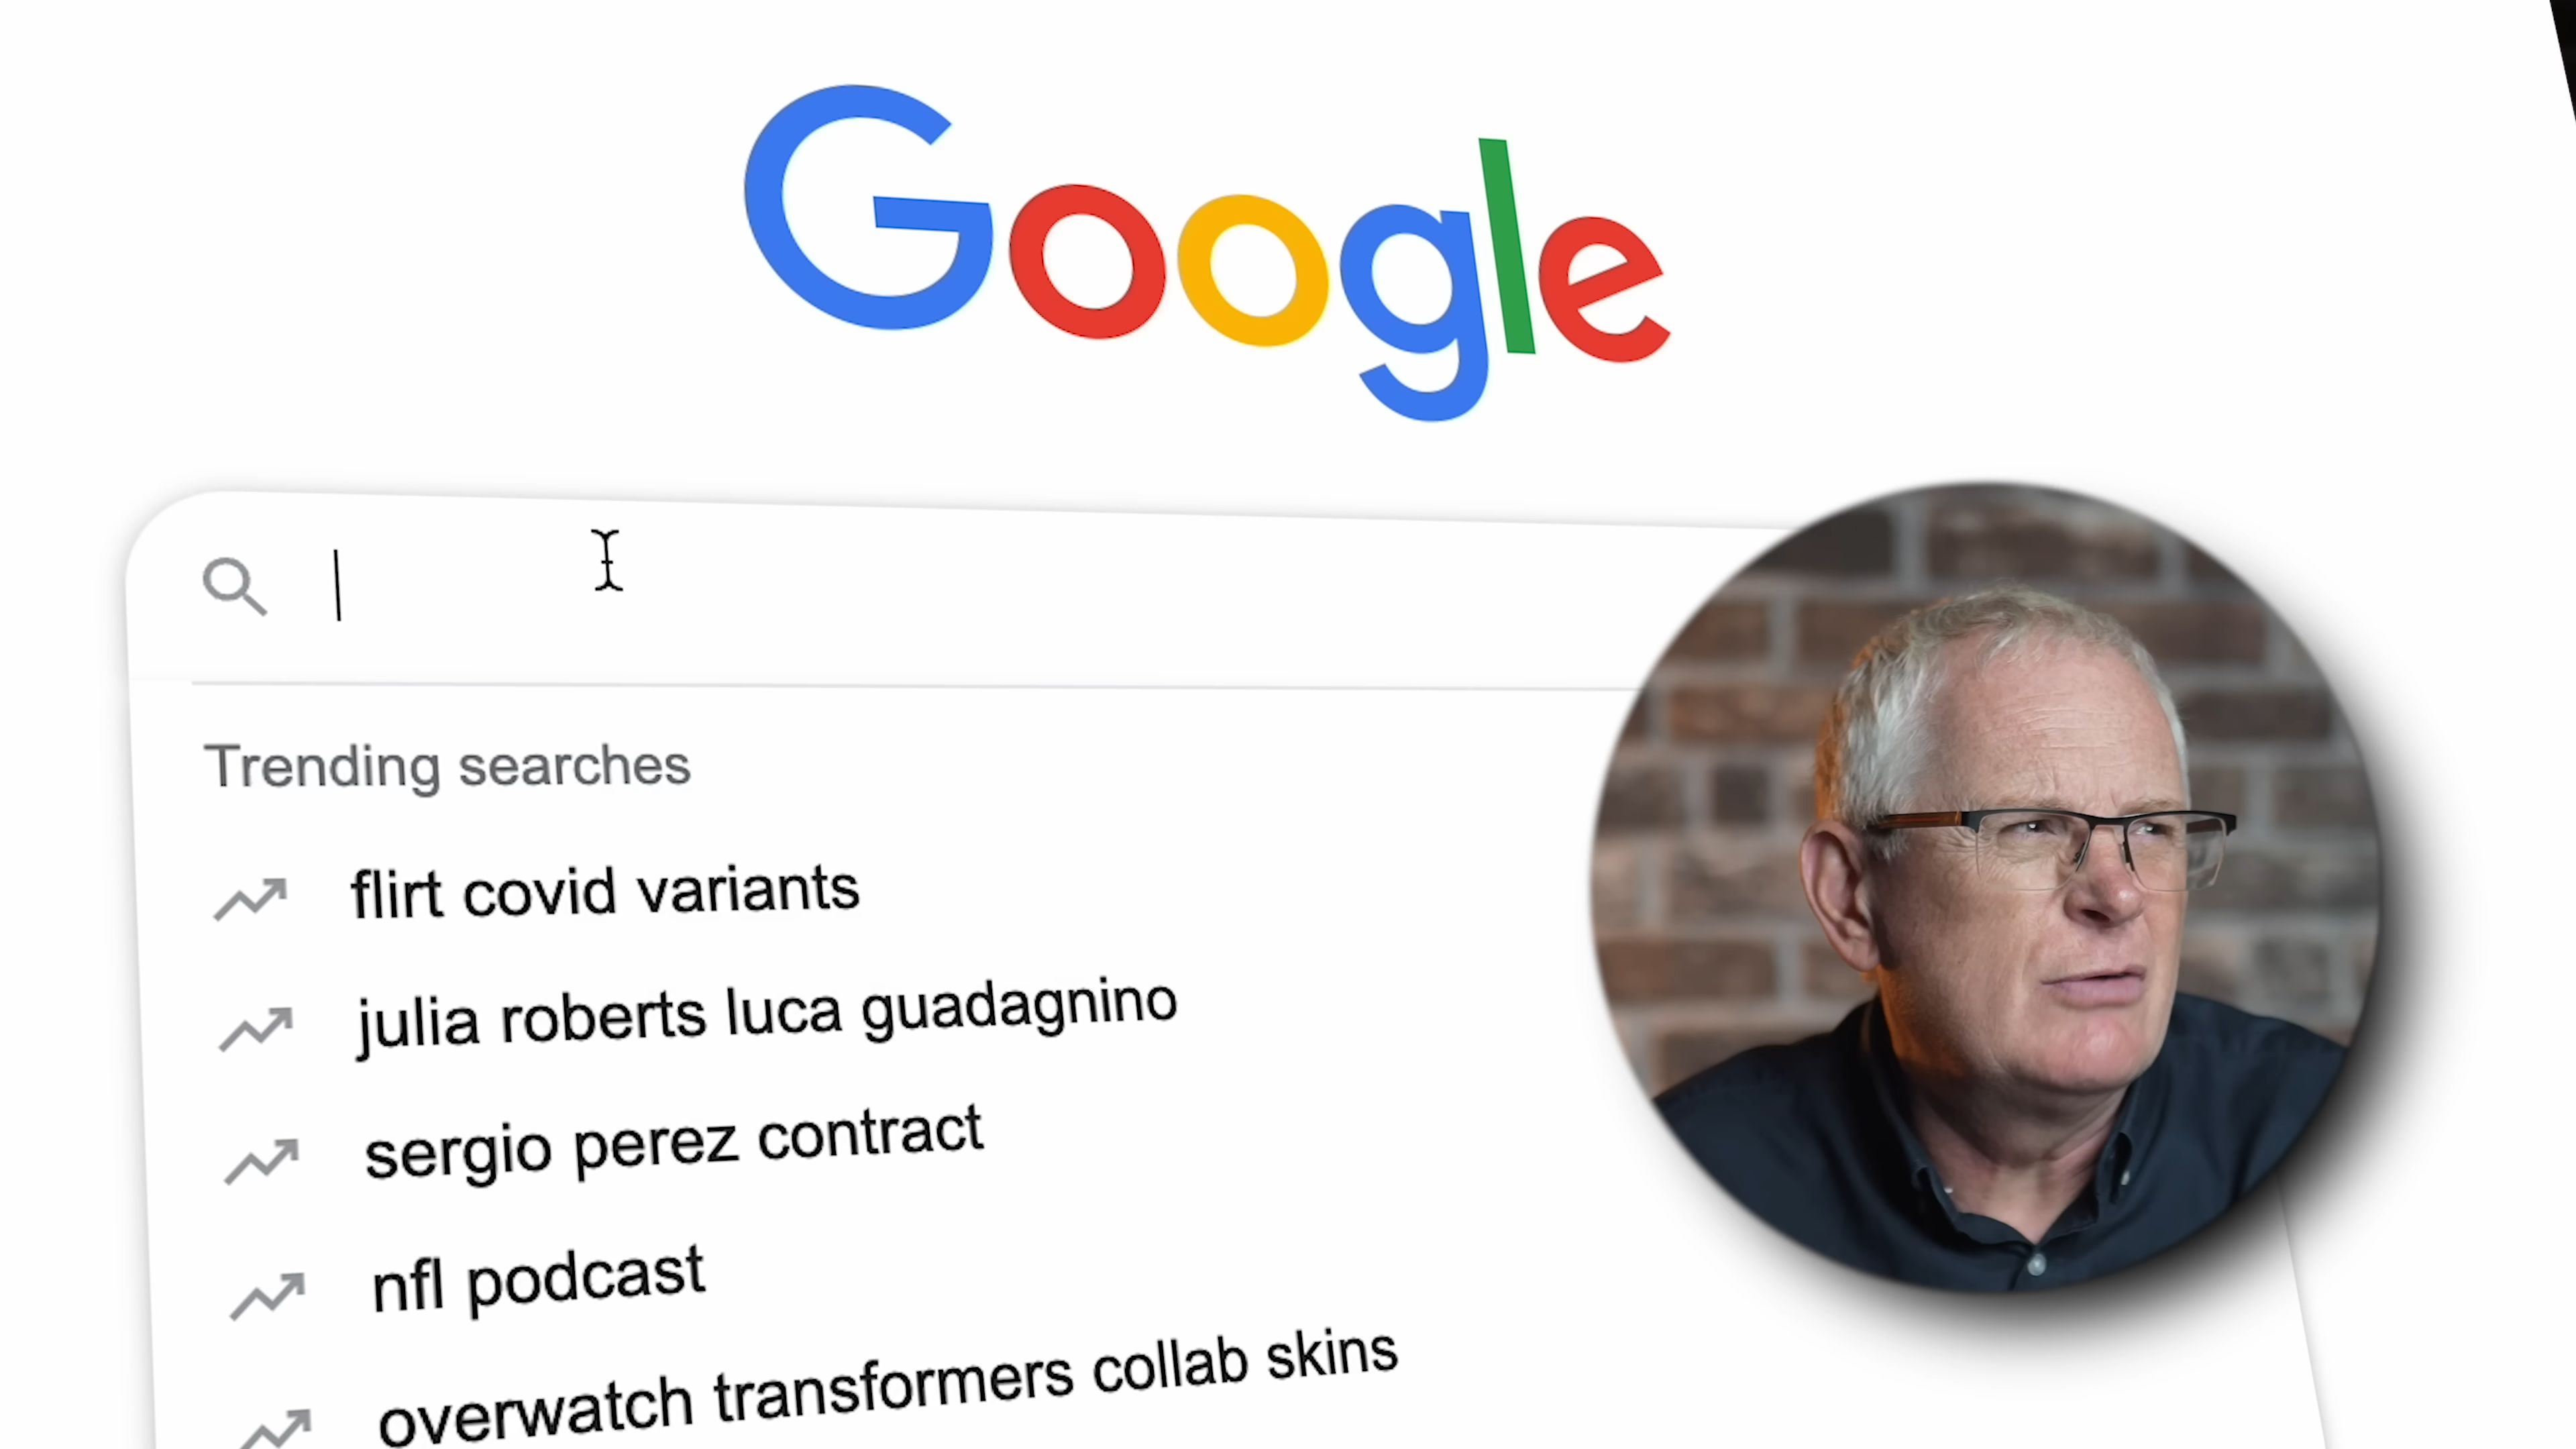 Google
Trending searches
flirt covid variants
julia roberts luca guadagnino
sergio perez contract
nfl podcast
overwatch transformers collab skins